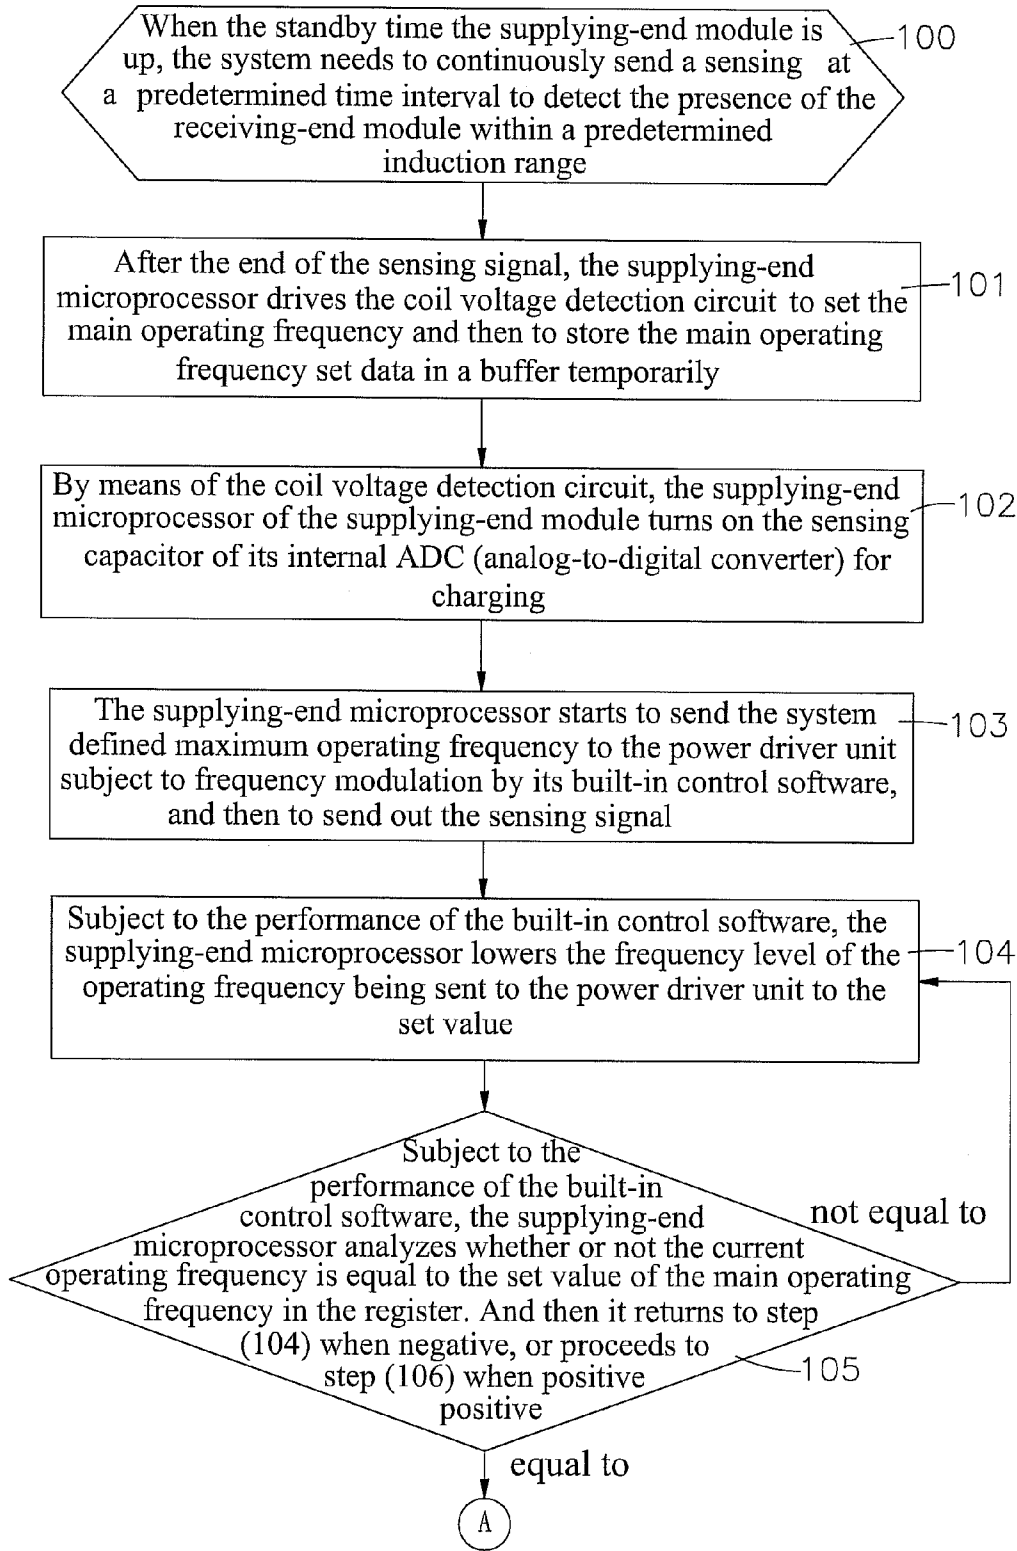 When the standby time the supplying-end module is
up, the system needs to continuously send a sensing at
a predetermined time interval to detect the presence of the
receiving-end module within a predetermined
induction range
100
After the end of the sensing signal, the supplying-end
microprocessor drives the coil voltage detection circuit to set the
main operating frequency and then to store the main operating
frequency set data in a buffer temporarily
101
By means of the coil voltage detection circuit, the supplying-end
microprocessor of the supplying-end module turns on the sensing
capacitor of its internal ADC (analog-to-digital converter) for
charging
102
The supplying-end microprocessor starts to send the system
defined maximum operating frequency to the power driver unit
subject to frequency modulation by its built-in control software,
and then to send out the sensing signal
103
Subject to the performance of the built-in control software, the
supplying-end microprocessor lowers the frequency level of the
operating frequency being sent to the power driver unit to the
set value
104
Subject to the
performance of the built-in
control software, the supplying-end
microprocessor analyzes whether or not the current
operating frequency is equal to the set value of the main operating
frequency in the register. And then it returns to step
(104) when negative, or proceeds to
step (106) when positive
positive
105
not equal to
equal to
A